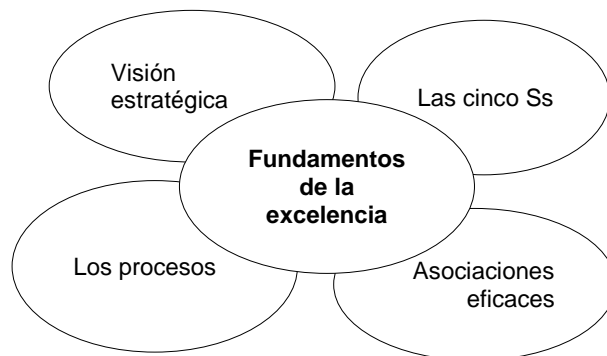 Visión
estratégica
Las cinco Ss
Fundamentos
de la
excelencia
Los procesos
Asociaciones
eficaces